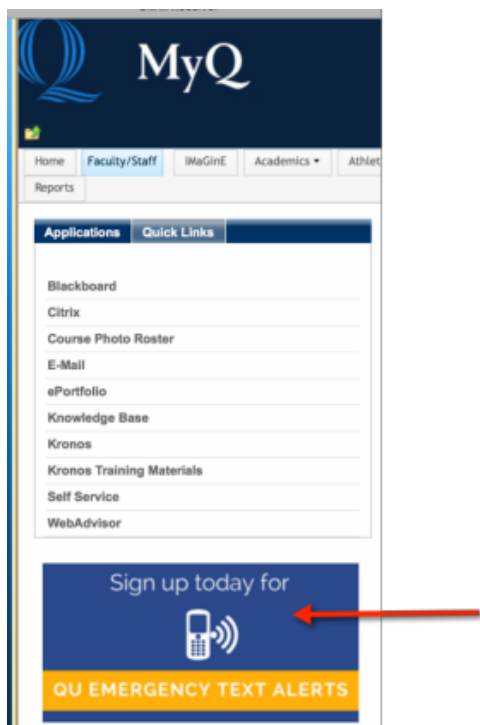 MyQ
Home Faculty/Staff IMaGinE Academics Athlet
Reports
Applications Quick Links
Blackboard
Citrix
Course Photo Roster
E-Mail
ePortfolio
Knowledge Base
Kronos
Kronos Training Materials
Self Service
WebAdvisor
Sign up today for
QU EMERGENCY TEXT ALERTS